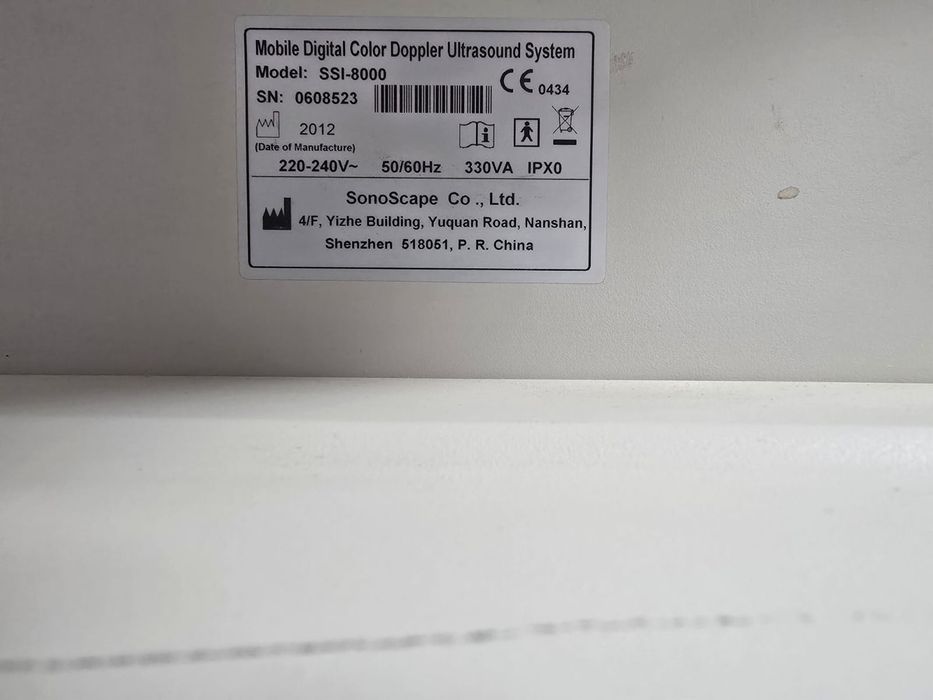 Mobile Digital Color Doppler Ultrasound System
Model: SSI-8000
CE 0434
SN: 0608523
2012
(Date of Manufacture)
220-240V~ 50/60Hz 330VA IPX0
SonoScape Co ., Ltd.
4/F, Yizhe Building, Yuquan Road, Nanshan,
Shenzhen 518051, P. R. China